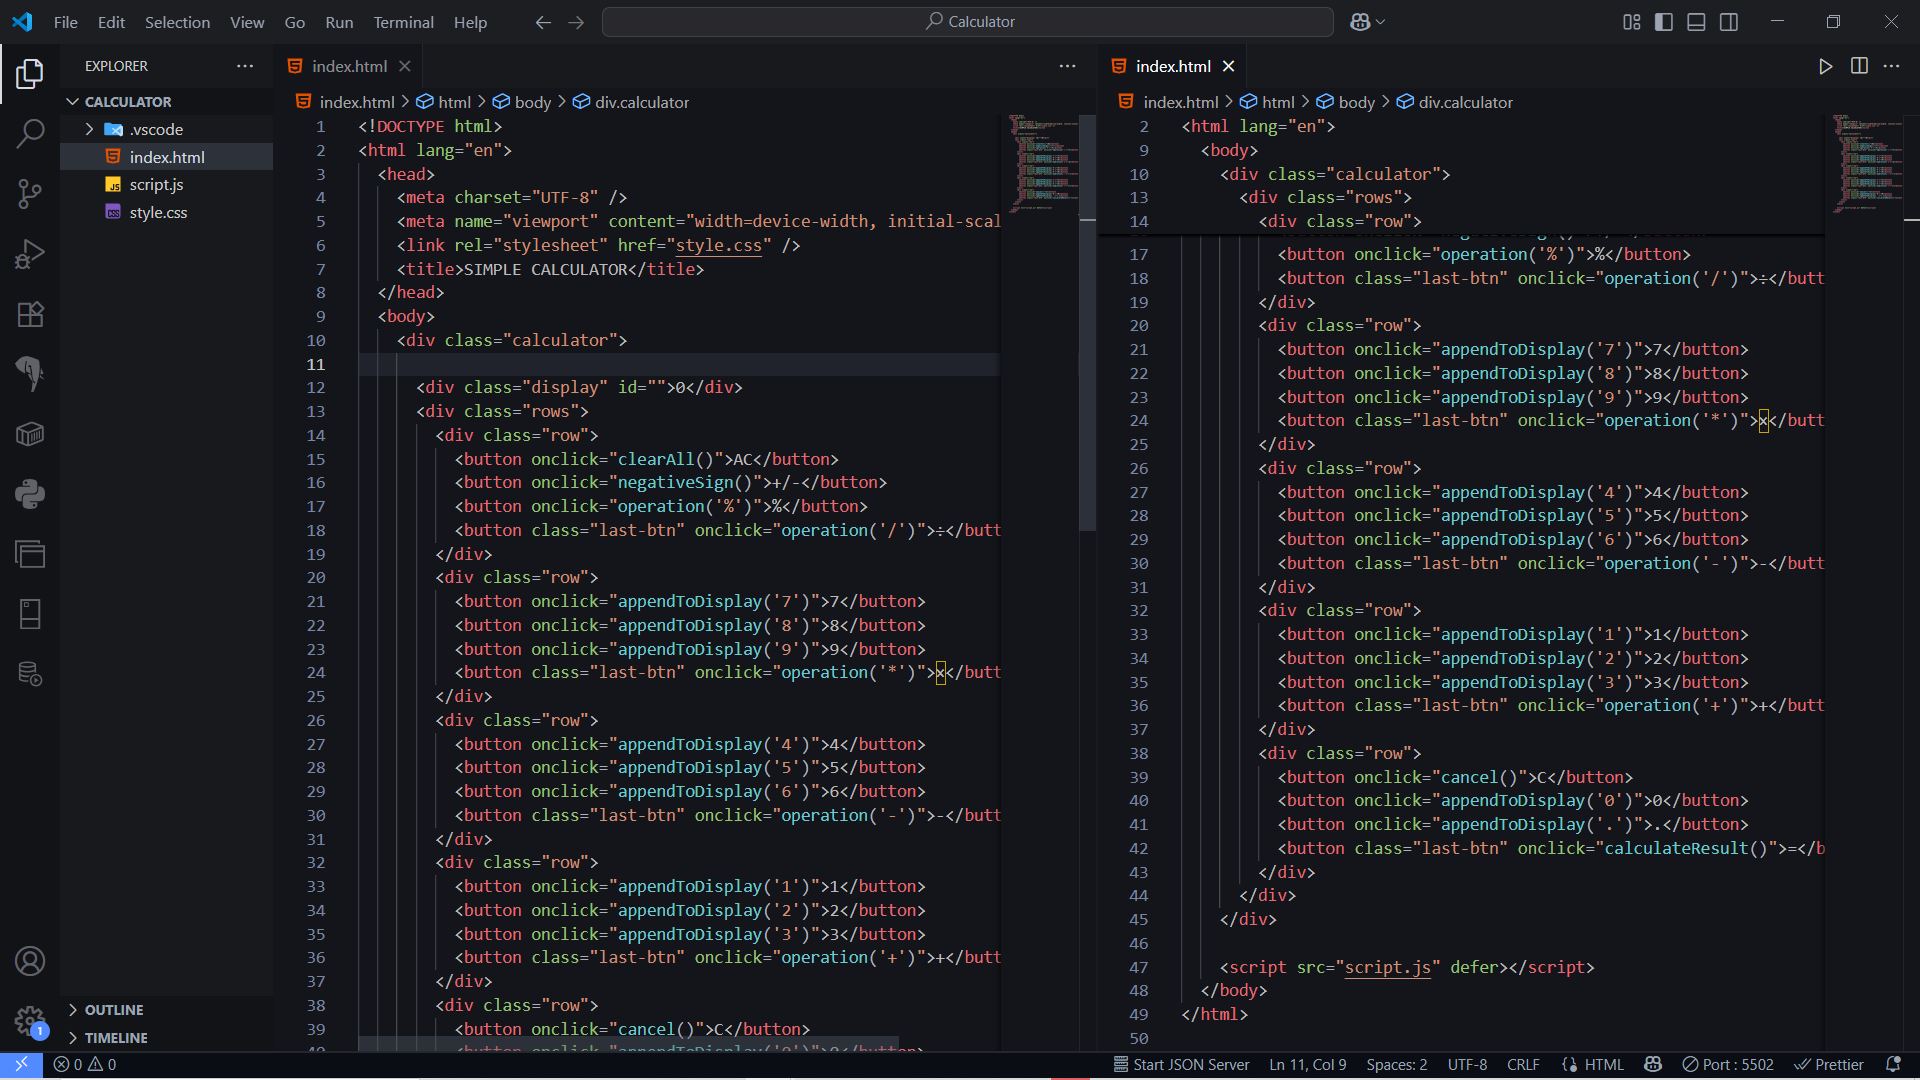 File Edit Selection View Go Run Terminal Help
Calculator
EXPLORER
CALCULATOR
.vscode
index.html
script.js
style.css
OUTLINE
TIMELINE
1
index.html
index.html > html > body > div.calculator
1 <!DOCTYPE html>
2 <html lang="en">
3 <head>
4 <meta charset="UTF-8" />
5 <meta name="viewport" content="width=device-width, initial-scal
6 <link rel="stylesheet" href="style.css" />
7 <title>SIMPLE CALCULATOR</title>
8 </head>
9 <body>
10 <div class="calculator">
11
12 <div class="display" id="">0</div>
13 <div class="rows">
14 <div class="row">
15 <button onclick="clearAll()">AC</button>
16 <button onclick="negativeSign()">+/-</button>
17 <button onclick="operation('%')">%</button>
18 <button class="last-btn" onclick="operation('/')">÷</butt
19 </div>
20 <div class="row">
21 <button onclick="appendToDisplay('7')">7</button>
22 <button onclick="appendToDisplay('8')">8</button>
23 <button onclick="appendToDisplay('9')">9</button>
24 <button class="last-btn" onclick="operation('*')">×</butt
25 </div>
26 <div class="row">
27 <button onclick="appendToDisplay('4')">4</button>
28 <button onclick="appendToDisplay('5')">5</button>
29 <button onclick="appendToDisplay('6')">6</button>
30 <button class="last-btn" onclick="operation('-')">-</butt
31 </div>
32 <div class="row">
33 <button onclick="appendToDisplay('1')">1</button>
34 <button onclick="appendToDisplay('2')">2</button>
35 <button onclick="appendToDisplay('3')">3</button>
36 <button class="last-btn" onclick="operation('+')">+</butt
37 </div>
38 <div class="row">
39 <button onclick="cancel()">C</button>
index.html
index.html > html > body > div.calculator
2 <html lang="en">
9 <body>
10 <div class="calculator">
13 <div class="rows">
14 <div class="row">
17 <button onclick="operation('%')">%</button>
18 <button class="last-btn" onclick="operation('/')">÷</butt
19 </div>
20 <div class="row">
21 <button onclick="appendToDisplay('7')">7</button>
22 <button onclick="appendToDisplay('8')">8</button>
23 <button onclick="appendToDisplay('9')">9</button>
24 <button class="last-btn" onclick="operation('*')">×</butt
25 </div>
26 <div class="row">
27 <button onclick="appendToDisplay('4')">4</button>
28 <button onclick="appendToDisplay('5')">5</button>
29 <button onclick="appendToDisplay('6')">6</button>
30 <button class="last-btn" onclick="operation('-')">-</butt
31 </div>
32 <div class="row">
33 <button onclick="appendToDisplay('1')">1</button>
34 <button onclick="appendToDisplay('2')">2</button>
35 <button onclick="appendToDisplay('3')">3</button>
36 <button class="last-btn" onclick="operation('+')">+</butt
37 </div>
38 <div class="row">
39 <button onclick="cancel()">C</button>
40 <button onclick="appendToDisplay('0')">0</button>
41 <button onclick="appendToDisplay('.')">.</button>
42 <button class="last-btn" onclick="calculateResult()">=</b
43 </div>
44 </div>
45 </div>
46
47 <script src="script.js" defer></script>
48 </body>
49 </html>
50
0 0 Start JSON Server Ln 11, Col 9 Spaces: 2 UTF-8 CRLF {} HTML Port : 5502 Prettier